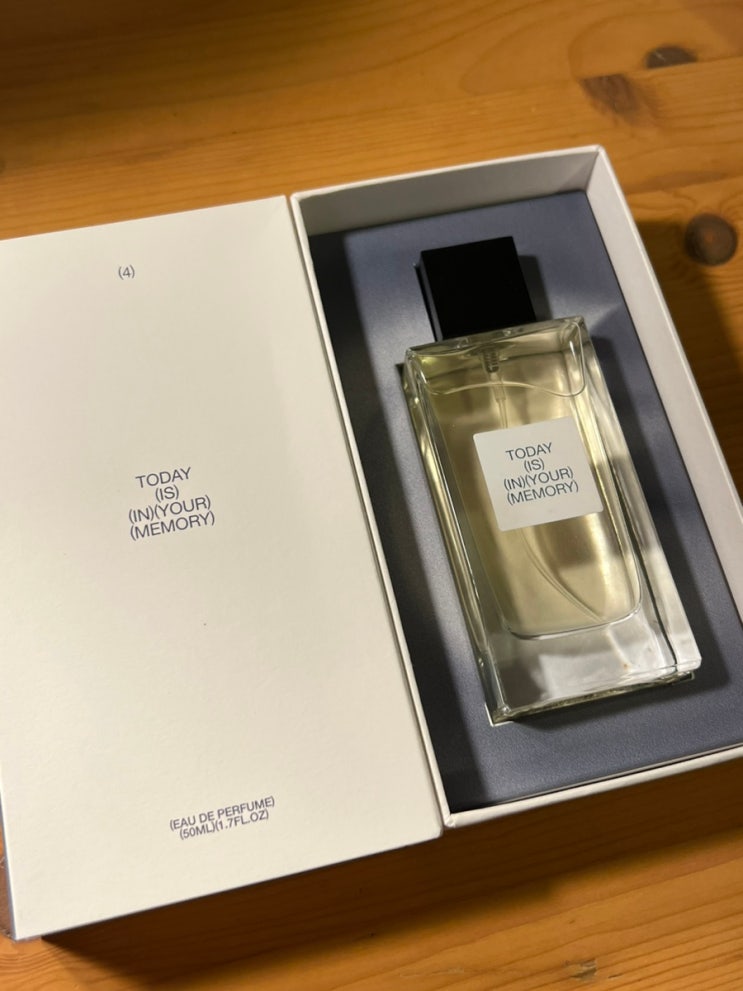 (4)
TODAY
(IS)
(IN)(YOUR)
(MEMORY)
(EAU DE PERFUME)
(50ML)(1.7FL.OZ)
TODAY
(IS)
(IN)(YOUR)
(MEMORY)